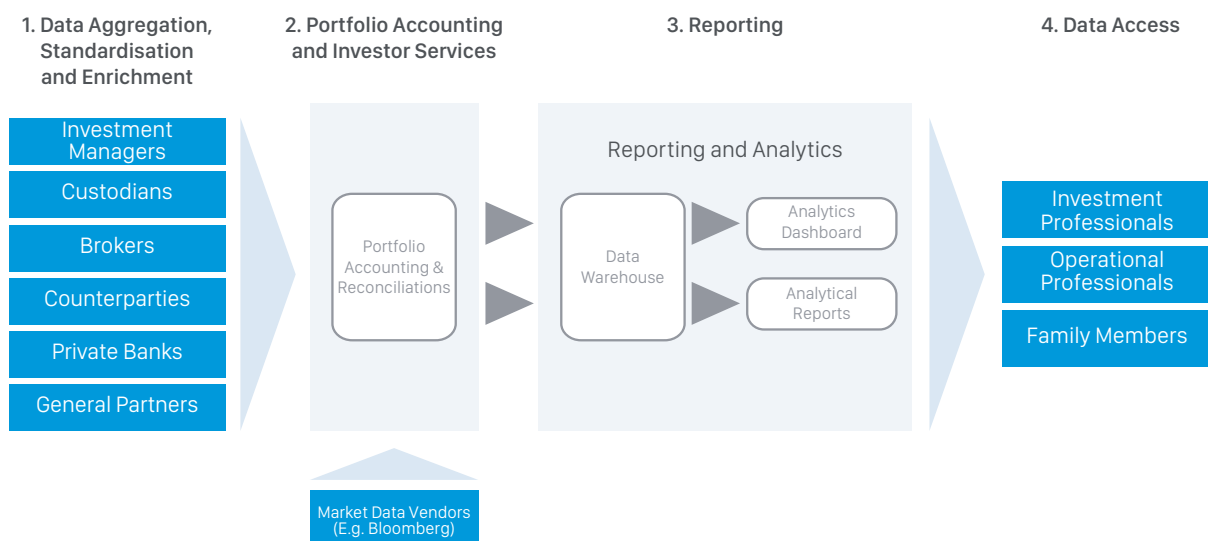 1. Data Aggregation,
Standardisation
and Enrichment
2. Portfolio Accounting
and Investor Services
3. Reporting
4. Data Access
Investment
Managers
Custodians
Brokers
Counterparties
Private Banks
General Partners
Portfolio
Accounting &
Reconciliations
Market Data Vendors
(E.g. Bloomberg)
Reporting and Analytics
Data
Warehouse
Analytics
Dashboard
Analytical
Reports
Investment
Professionals
Operational
Professionals
Family Members